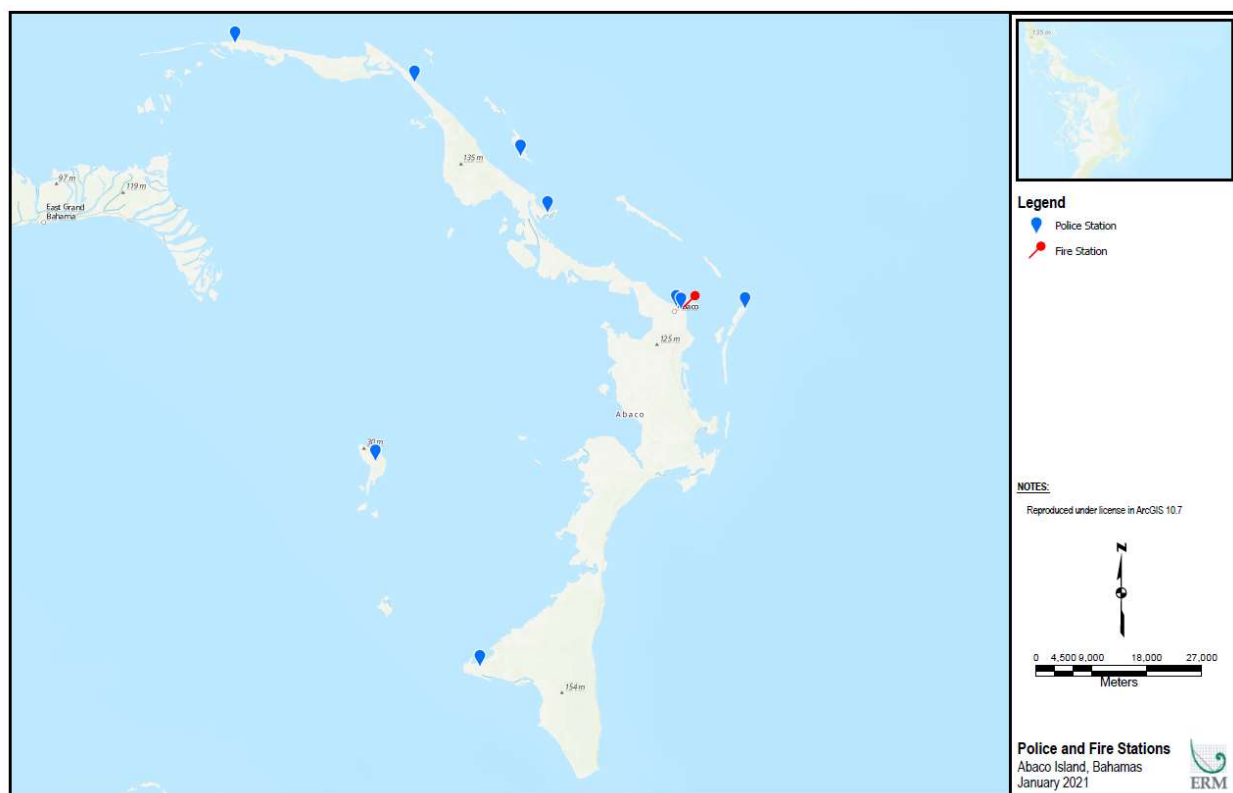 135 m
97 m
119 m
East Grand
Bahama
125 m
Abaco
30 m
154 m
135 m
Legend
Police Station
Fire Station
NOTES:
Reproduced under license in ArcGIS 10.7
N
0 4,500 9,000 18,000 27,000
Meters
Police and Fire Stations
Abaco Island, Bahamas
January 2021
ERM